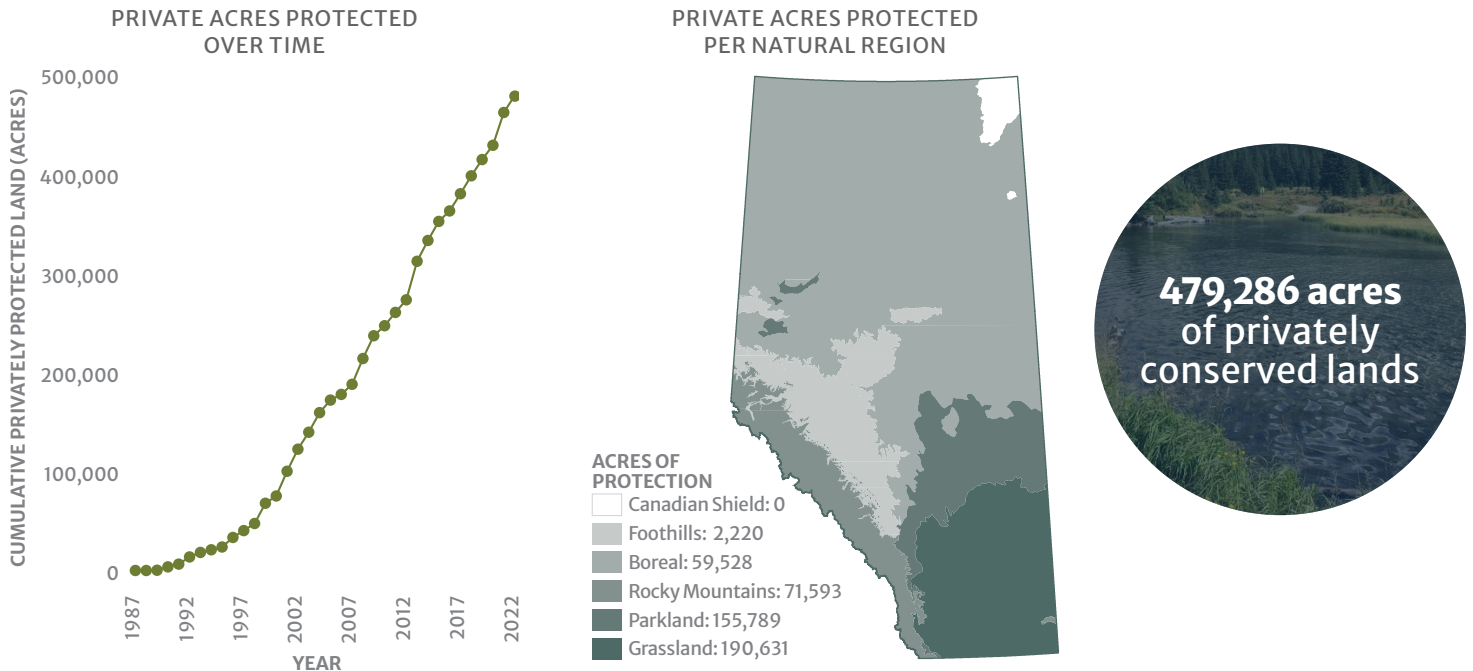 PRIVATE ACRES PROTECTED
OVER TIME
CUMULATIVE PRIVATELY PROTECTED LAND (ACRES)
500,000
400,000
300,000
200,000
100,000
0
1987
1992
1997
2002
2007
2012
2017
2022
YEAR
PRIVATE ACRES PROTECTED
PER NATURAL REGION
ACRES OF
PROTECTION
Canadian Shield: 0
Foothills: 2,220
Boreal: 59,528
Rocky Mountains: 71,593
Parkland: 155,789
Grassland: 190,631
479,286 acres
of privately
conserved lands